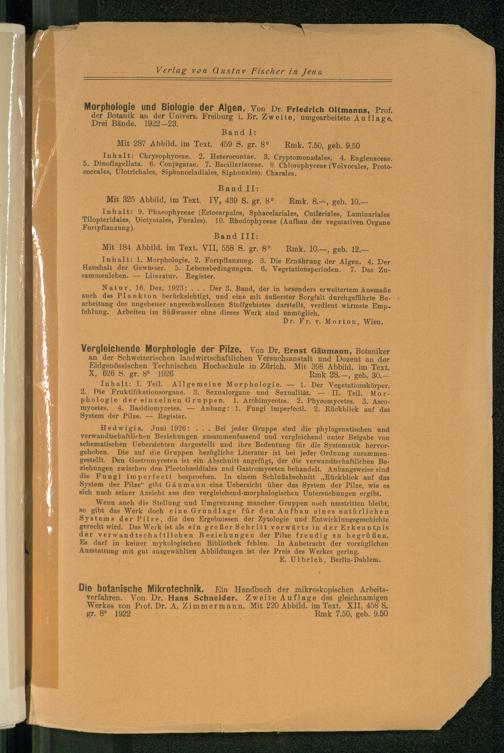 Verlag von Gustav Fischer in Jena
Morphologie und Biologie der Algen. Von Dr. Friedrich Oltmanns, Prof.
der Botanik an der Univers. Freiburg i. Br. Zweite, umgearbeitete Auflage.
Drei Bände. 1922—23.
Band I:
Mit 287 Abbild. im Text. 459 S. gr. 8° Rmk. 7.50, geb. 9.50
Inhalt: Chrysophyceae. 2. Heterocontae. 3. Cryptomonadales. 4. Euglenaceae.
5. Dinoflagellata. 6. Conjugatae. 7. Bacillariaceae. 8. Chlorophyceae (Volvocales, Proto-
coccales, Ulotrichales, Siphonocladiales, Siphonales). Charales.
Band II:
Mit 325 Abbild. im Text. IV, 439 S. gr. 8° Rmk. 8.—, geb. 10.—
Inhalt: 9. Phaeophyceae (Ectocarpales, Sphacelariales, Cutleriales, Laminariales
Tilopteridales, Dictyotales, Fucales). 10. Rhodophyceae (Aufbau der vegetativen Organe
Fortpflanzung).
Band III:
Mit 184 Abbild. im Text. VII, 558 S. gr. 8° Rmk. 10.—, geb. 12.—
Inhalt: 1. Morphologie. 2. Fortpflanzung. 3. Die Ernährung der Algen. 4. Der
Haushalt der Gewässer. 5. Lebensbedingungen. 6. Vegetationsperioden. 7. Das Zu-
sammenleben. — Literatur. Register.
Natur, 16. Dez. 1923: . . . Der 3. Band, der in besonders erweitertem Ausmaße
auch das Plankton berücksichtigt, und eine mit äußerster Sorgfalt durchgeführte Be-
arbeitung des ungeheuer angeschwollenen Stoffgebietes darstellt, verdient wärmste Emp-
fehlung. Arbeiten im Süßwasser ohne dieses Werk sind unmöglich.
Dr. Fr. v. Morton, Wien.
Vergleichende Morphologie der Pilze. Von Dr. Ernst Gäumann, Botaniker
an der Schweizerischen landwirtschaftlichen Versuchsanstalt und Dozent an der
Eidgenössischen Technischen Hochschule in Zürich. Mit 398 Abbild. im Text.
X, 626 S. gr. 8° 1926 Rmk 28.—, geb. 30.—
Inhalt: I. Teil. Allgemeine Morphologie. — 1. Der Vegetationskörper.
2. Die Fruktifikationsorgane. 3. Sexualorgane und Sexualität. — II. Teil. Mor-
phologie der einzelnen Gruppen. 1. Archimycetes. 2. Phycomycetes. 3. Asco-
mycetes. 4. Basidiomycetes. — Anhang: 1. Fungi imperfecti. 2. Rückblick auf das
System der Pilze. — Register.
Hedwigia. Juni 1926: . . . Bei jeder Gruppe sind die phylogenetischen und
verwandtschaftlichen Beziehungen zusammenfassend und vergleichend unter Beigabe von
schematischen Uebersichten dargestellt und ihre Bedeutung für die Systematik hervor-
gehoben. Die auf die Gruppen bezügliche Literatur ist bei jeder Ordnung zusammen-
gestellt. Den Gastromyceten ist ein Abschnitt angefügt, der die verwandtschaftlichen Be-
ziehungen zwischen den Plectobasidiales und Gastromyceten behandelt. Anhangsweise sind
die Fungi imperfecti besprochen. In einem Schlußabschnitt „Rückblick auf das
System der Pilze“ gibt Gäumann eine Uebersicht über das System der Pilze, wie es
sich nach seiner Ansicht aus den vergleichend-morphologischen Untersuchungen ergibt.
Wenn auch die Stellung und Umgrenzung mancher Gruppen noch umstritten bleibt,
so gibt das Werk doch eine Grundlage für den Aufbau eines natürlichen
Systems der Pilze, die den Ergebnissen der Zytologie und Entwicklungsgeschichte
gerecht wird. Das Werk ist als ein großer Schritt vorwärts in der Erkenntnis
der verwandtschaftlichen Beziehungen der Pilze freudig zu begrüßen.
Es darf in keiner mykologischen Bibliothek fehlen. In Anbetracht der vorzüglichen
Ausstattung mit gut ausgewählten Abbildungen ist der Preis des Werkes gering.
E. Ulbrich, Berlin-Dahlem.
Die botanische Mikrotechnik. Ein Handbuch der mikroskopischen Arbeits-
verfahren. Von Dr. Hans Schneider. Zweite Auflage des gleichnamigen
Werkes von Prof. Dr. A. Zimmermann. Mit 220 Abbild. im Text. XII, 458 S.
gr. 8° 1922 Rmk 7.50, geb. 9.50